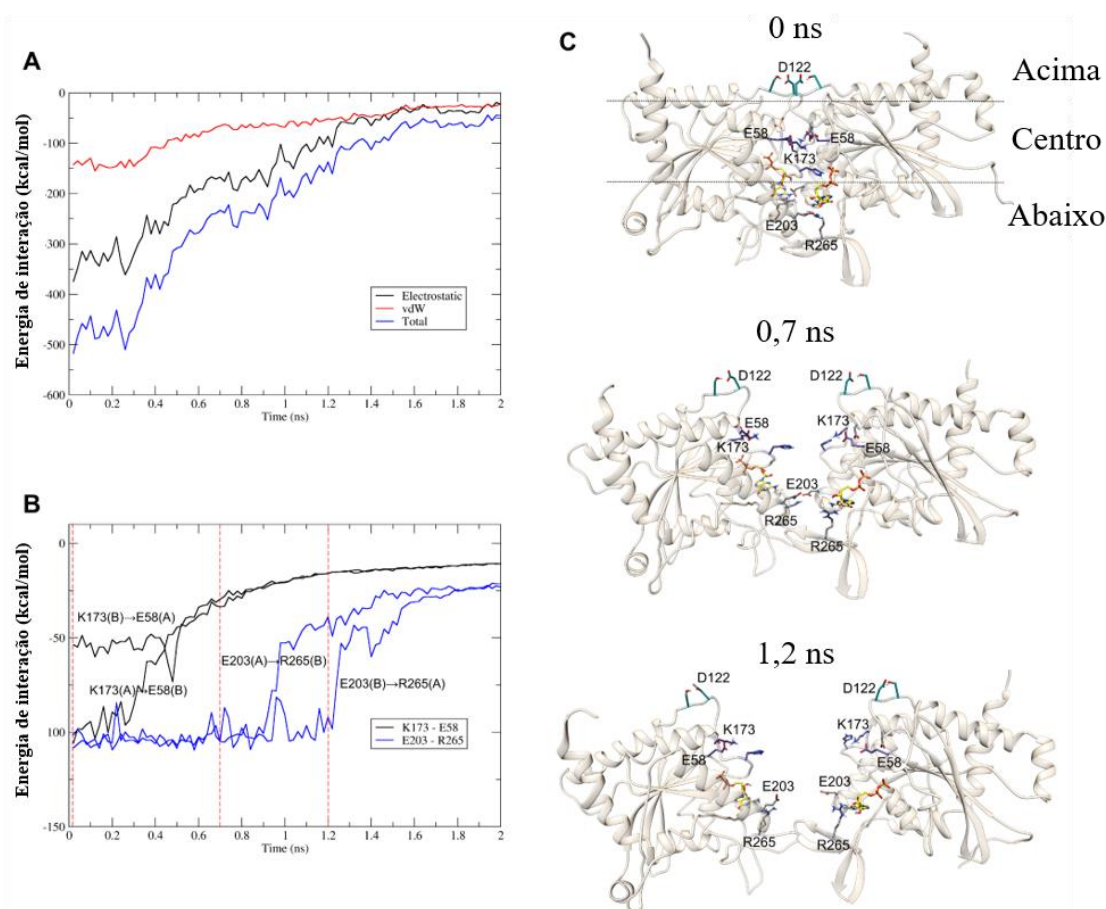 A
Energia de interação (kcal/mol)
0
-100
-200
-300
-400
-500
-600
Electrostatic
vdW
Total
0 0.2 0.4 0.6 0.8 1 1.2 1.4 1.6 1.8 2
Time (ns)
B
Energia de interação (kcal/mol)
0
-50
100
-150
K173(B)→E58(A)
K173(A)→E58(B)
E203(A)→R265(B)
E203(B)→R265(A)
K173 - E58
E203 - R265
0 0.2 0.4 0.6 0.8 1 1.2 1.4 1.6 1.8 2
Time (ns)
C
0 ns
D122
Acima
E58 E58
Centro
K173
Abaixo
E203
R265
0,7 ns
D122 D122
E58 K173
K173 E58
E203
R265
R265
1,2 ns
D122 D122
K173 K173
E58 E58
E203 E203
R265 R265